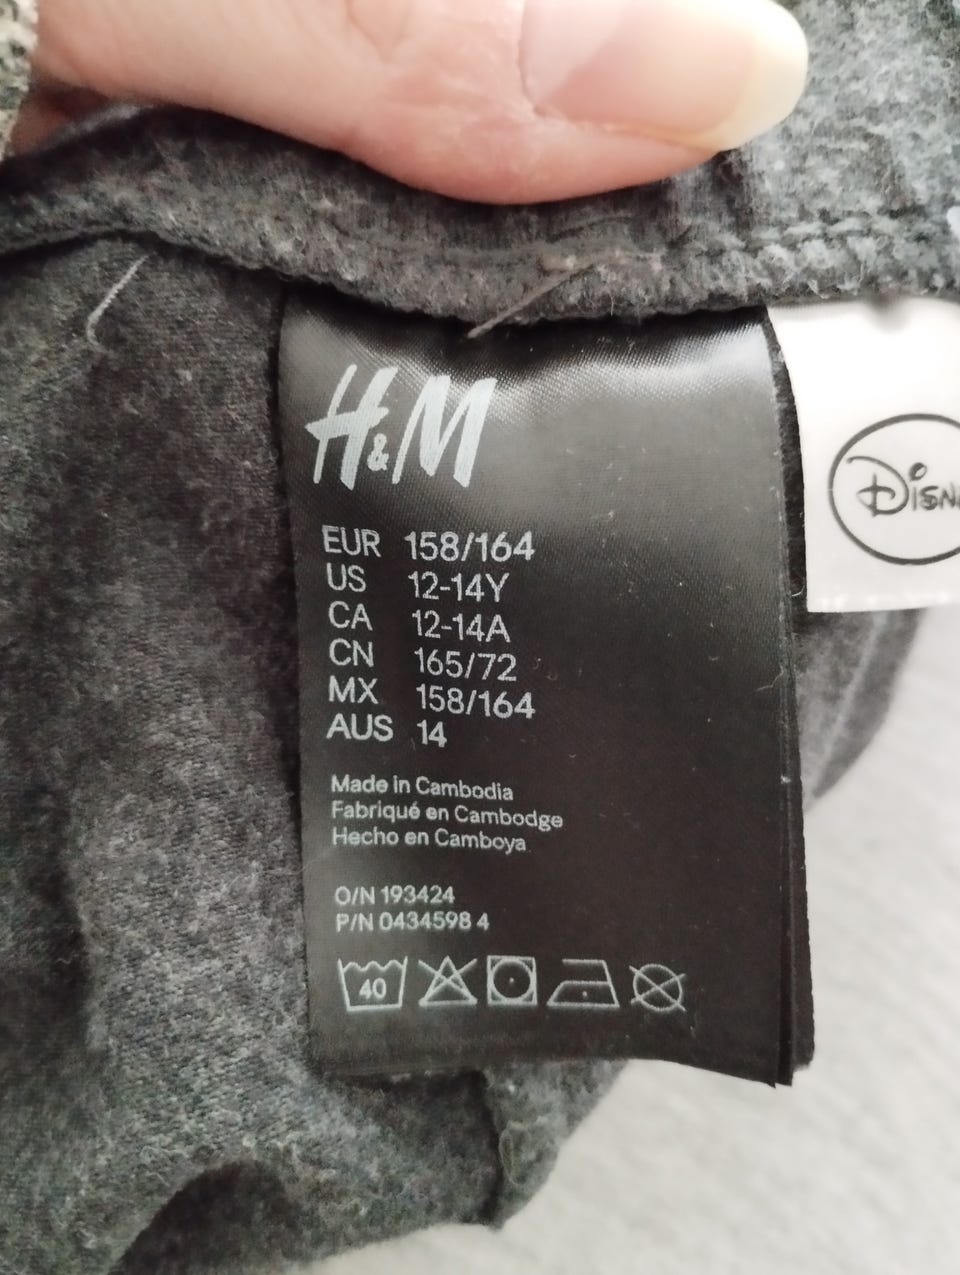 H&M
EUR 158/164
US 12-14Y
CA 12-14A
CN 165/72
MX 158/164
AUS 14
Made in Cambodia
Fabriqué en Cambodge
Hecho en Camboya
O/N 193424
P/N 0434598 4
40